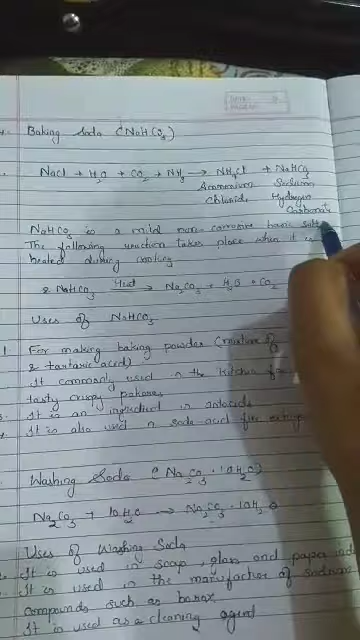 Baking Soda (NaHCO₃)
NaCl + H₂O + CO₂ + NH₃ → NH₄Cl + NaHCO₃
Ammonium Sodium
Chloride Hydrogen
Carbonate
NaHCO₃ is a mild non-corrosive basic salt
The following reaction takes place when it is
heated during cooking
2 NaHCO₃ Heat → Na₂CO₃ + H₂O + CO₂
Uses of NaHCO₃
For making baking powder (mixture of
& tartaric acid)
It commonly used in the kitchen for
tasty crispy pakoras
It is an ingredient in antacids
It is also used in soda acid fire
Washing Soda (Na₂CO₃ · 10H₂O)
Na₂CO₃ + 10H₂O → Na₂CO₃ · 10H₂O
Uses of Washing Soda
It is used in soap, glass and paper
It is used in the manufacture of sodium
compounds such as borax
It is used as a cleaning agent